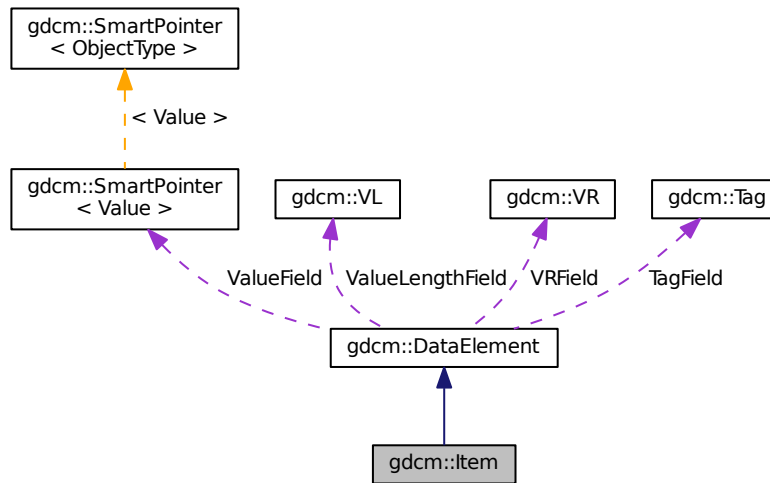 gdcm::SmartPointer
< ObjectType >
< Value >
gdcm::SmartPointer
< Value >
gdcm::VL
gdcm::VR
gdcm::Tag
ValueField
ValueLengthField
VRField
TagField
gdcm::DataElement
gdcm::Item